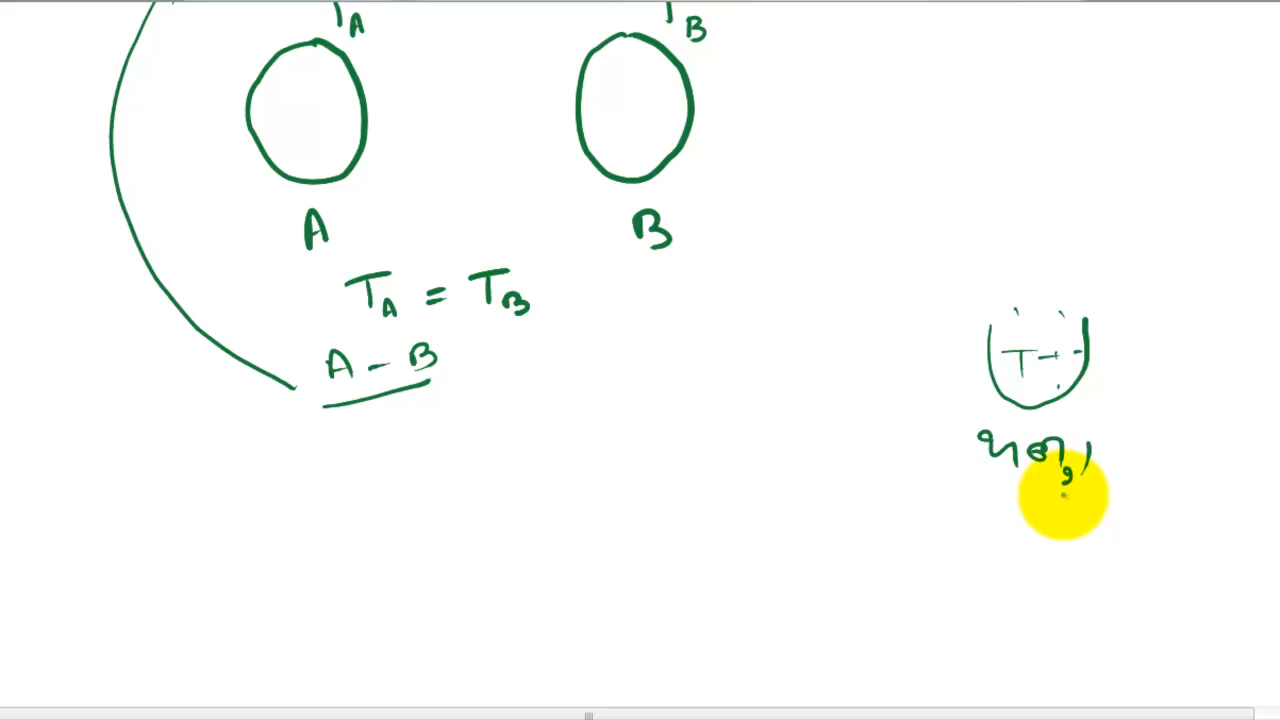 T_A T_B
A B
T_A = T_B
A - B
T